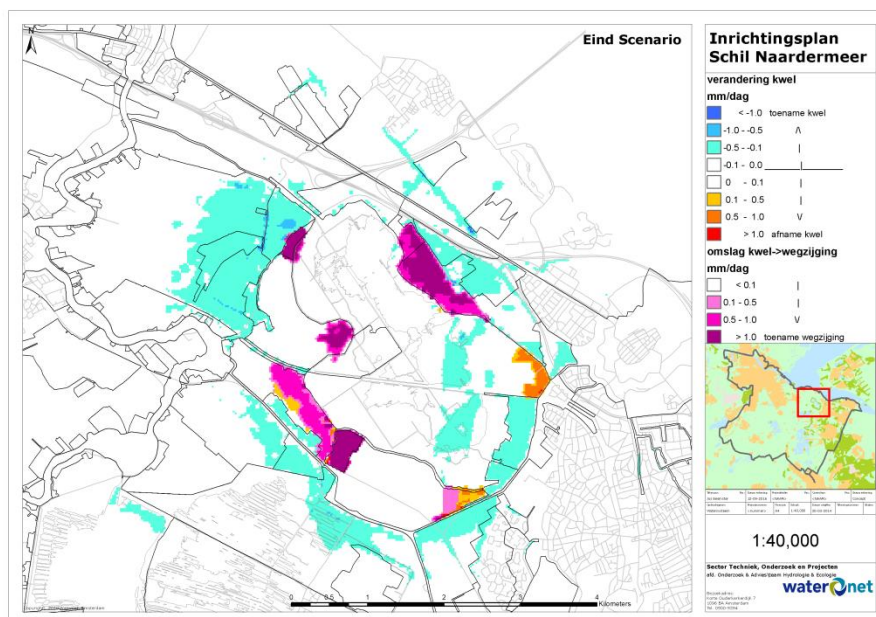 Eind Scenario
N
Inrichtingsplan
Schil Naardermeer
verandering kwel
mm/dag
< -1.0 toename kwel
-1.0 - -0.5 /\
-0.5 - -0.1 |
-0.1 - 0.0 |
0 - 0.1 |
0.1 - 0.5 |
0.5 - 1.0 \/
> 1.0 afname kwel
omslag kwel->wegzijging
mm/dag
< 0.1 |
0.1 - 0.5 |
0.5 - 1.0 \/
> 1.0 toename wegzijging
1:40,000
Sector Techniek, Onderzoek en Projecten
afd. Onderzoek & Advies/team Hydrologie & Ecologie
waternet
0 0.5 1 2 3 4
Kilometers